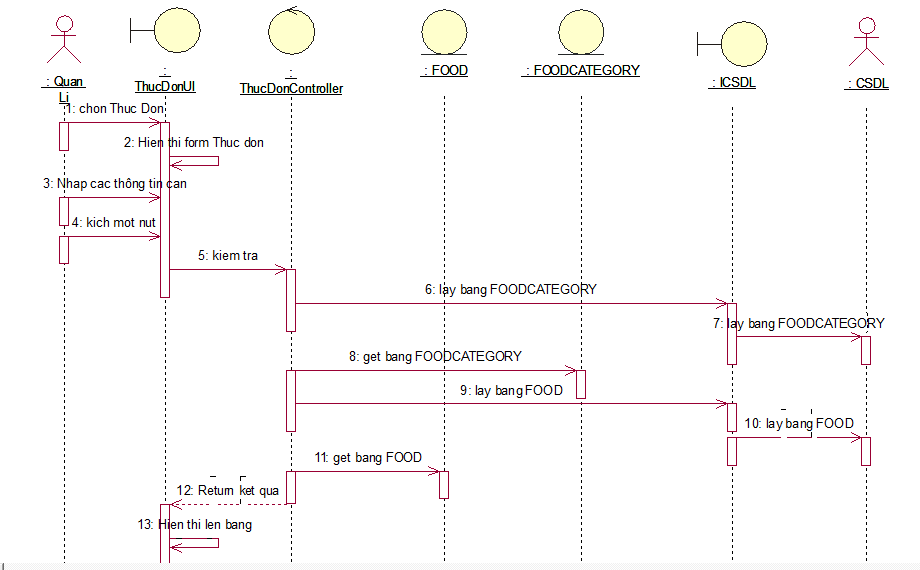 : Quan
Li
:
ThucDonUI
:
ThucDonController
: FOOD
: FOODCATEGORY
: ICSDL
: CSDL
1: chon Thuc Don
2: Hien thi form Thuc don
3: Nhap các thông tin can
4: kich mot nut
5: kiem tra
6: lay bang FOODCATEGORY
7: lay bang FOODCATEGORY
8: get bang FOODCATEGORY
9: lay bang FOOD
10: lay bang FOOD
11: get bang FOOD
12: Return ket qua
13: Hien thi len bang